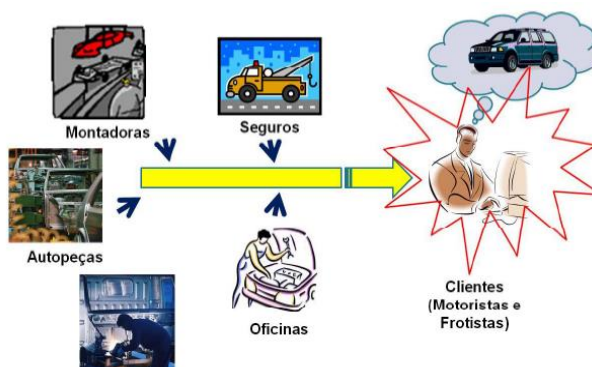 Montadoras
Seguros
Autopeças
Oficinas
Clientes
(Motoristas e
Frotistas)